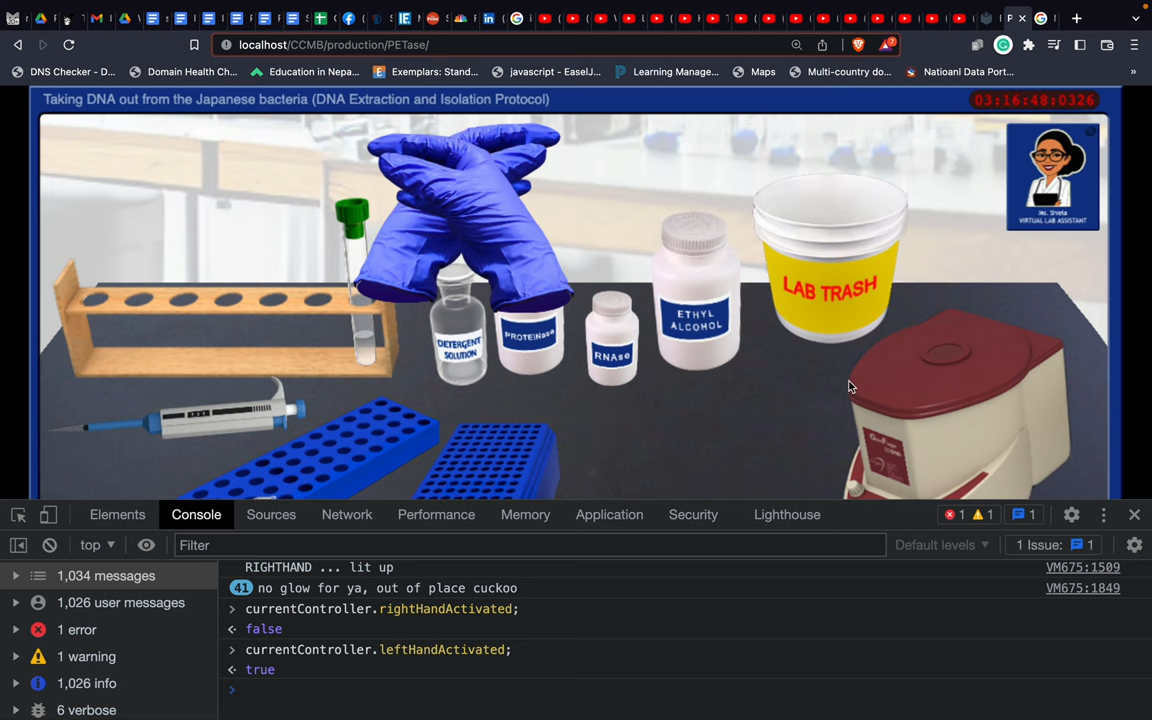 localhost/CCMB/production/PETase/
7
DNS Checker - D...
Domain Health Ch...
Education in Nepa...
Exemplars: Stand...
javascript - EaselJ...
Learning Manage...
Maps
Multi-country do...
Natioanl Data Port...
»
Taking DNA out from the Japanese bacteria (DNA Extraction and Isolation Protocol)
03:16:48:0326
Ms. Shiela
VIRTUAL LAB ASSISTANT
DETERGENT
SOLUTION
PROTEINase
RNAse
ETHYL
ALCOHOL
LAB TRASH
Elements
Console
Sources
Network
Performance
Memory
Application
Security
Lighthouse
1
1
1
top
Filter
Default levels
1 Issue:
1
1,034 messages
1,026 user messages
1 error
1 warning
1,026 info
6 verbose
RIGHTHAND ... lit up
VM675:1509
41 no glow for ya, out of place cuckoo
VM675:1849
currentController.rightHandActivated;
false
currentController.leftHandActivated;
true